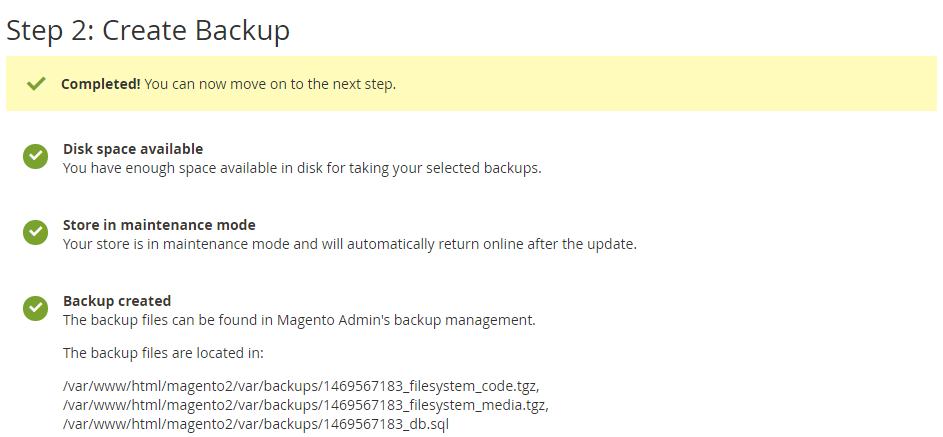 Step 2: Create Backup
Completed! You can now move on to the next step.
Disk space available
You have enough space available in disk for taking your selected backups.
Store in maintenance mode
Your store is in maintenance mode and will automatically return online after the update.
Backup created
The backup files can be found in Magento Admin's backup management.
The backup files are located in:
/var/www/html/magento2/var/backups/1469567183_filesystem_code.tgz,
/var/www/html/magento2/var/backups/1469567183_filesystem_media.tgz,
/var/www/html/magento2/var/backups/1469567183_db.sql